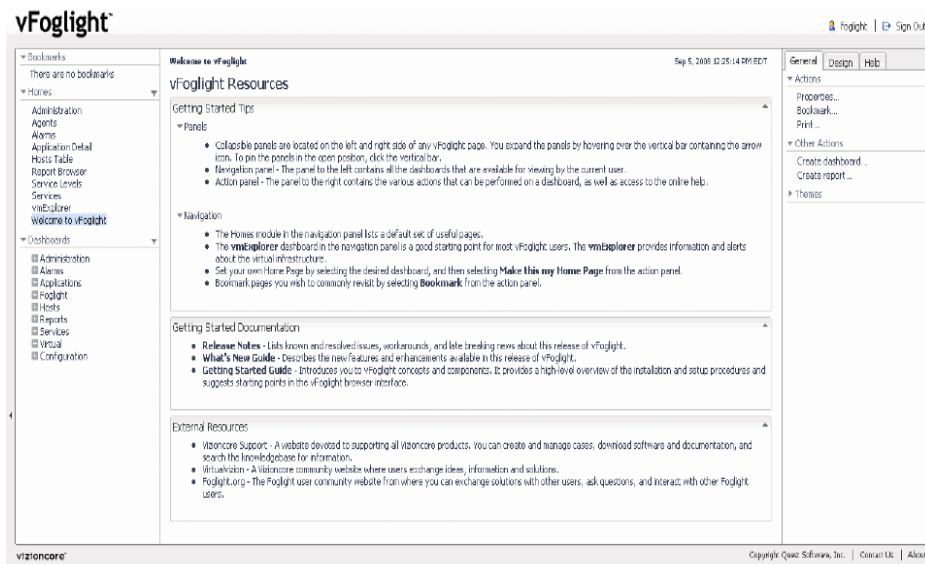 vFoglight
Foglight | Sign Out
Bookmarks
There are no bookmarks
Homes
Administration
Agents
Alarms
Application Detail
Hosts Table
Report Browser
Service Levels
Services
vmExplorer
Welcome to vFoglight
Dashboards
Administration
Alarms
Applications
Foglight
Hosts
Reports
Services
Virtual
Configuration
Welcome to vFoglight
Sep 5, 2008 12:25:14 PM EDT
vFoglight Resources
Getting Started Tips
Panels
Collapsible panels are located on the left and right side of any vFoglight page. You expand the panels by hovering over the vertical bar containing the arrow
icon. To pin the panels in the open position, click the vertical bar.
Navigation panel - The panel to the left contains all the dashboards that are available for viewing by the current user.
Action panel - The panel to the right contains the various actions that can be performed on a dashboard, as well as access to the online help.
Navigation
The Homes module in the navigation panel lists a default set of useful pages.
The vmExplorer dashboard in the navigation panel is a good starting point for most vFoglight users. The vmExplorer provides information and alerts
about the virtual infrastructure.
Set your own Home Page by selecting the desired dashboard, and then selecting Make this my Home Page from the action panel.
Bookmark pages you wish to commonly revisit by selecting Bookmark from the action panel.
Getting Started Documentation
Release Notes - Lists known and resolved issues, workarounds, and late breaking news about this release of vFoglight.
What's New Guide - Describes the new features and enhancements available in this release of vFoglight.
Getting Started Guide - Introduces you to vFoglight concepts and components. It provides a high-level overview of the installation and setup procedures and
suggests starting points in the vFoglight browser interface.
External Resources
Vizioncore Support - A website devoted to supporting all Vizioncore products. You can create and manage cases, download software and documentation, and
search the knowledgebase for information.
Virtualvizion - A Vizioncore community website where users exchange ideas, information and solutions.
Foglight.org - The Foglight user community website from where you can exchange solutions with other users, ask questions, and interact with other Foglight
users.
General
Design
Help
Actions
Properties...
Bookmark...
Print...
Other Actions
Create dashboard...
Create report...
Themes
vizioncore
Copyright Quest Software, Inc. | Contact Us | About